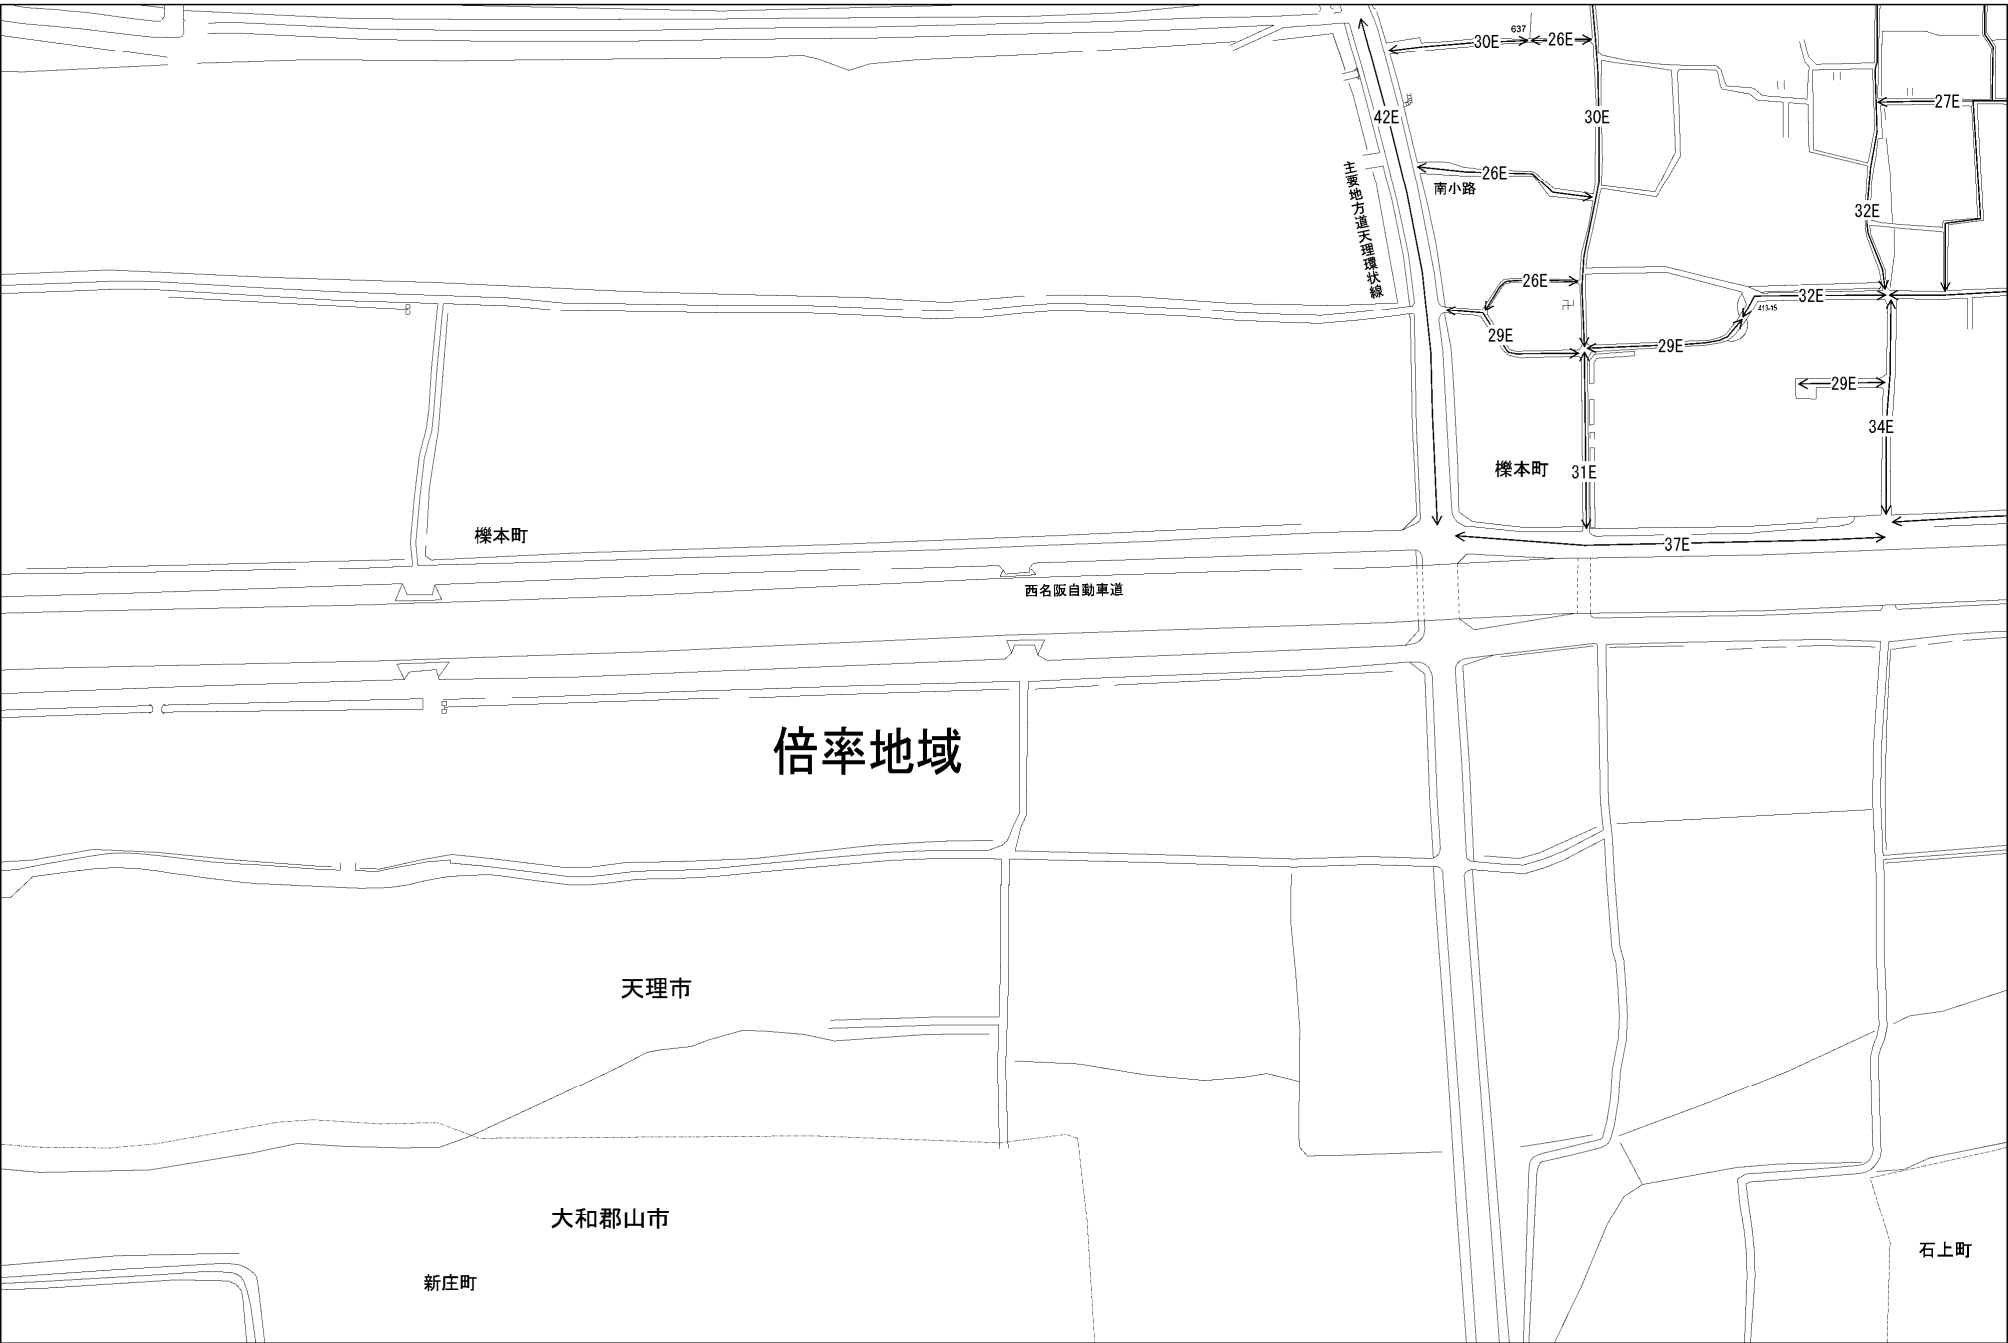 637
30E
26E
27E
42E
30E
26E
南小路
主要地方道天理環状線
32E
26E
32E
413-15
29E
29E
29E
34E
櫟本町
31E
櫟本町
37E
西名阪自動車道
倍率地域
天理市
大和郡山市
石上町
新庄町